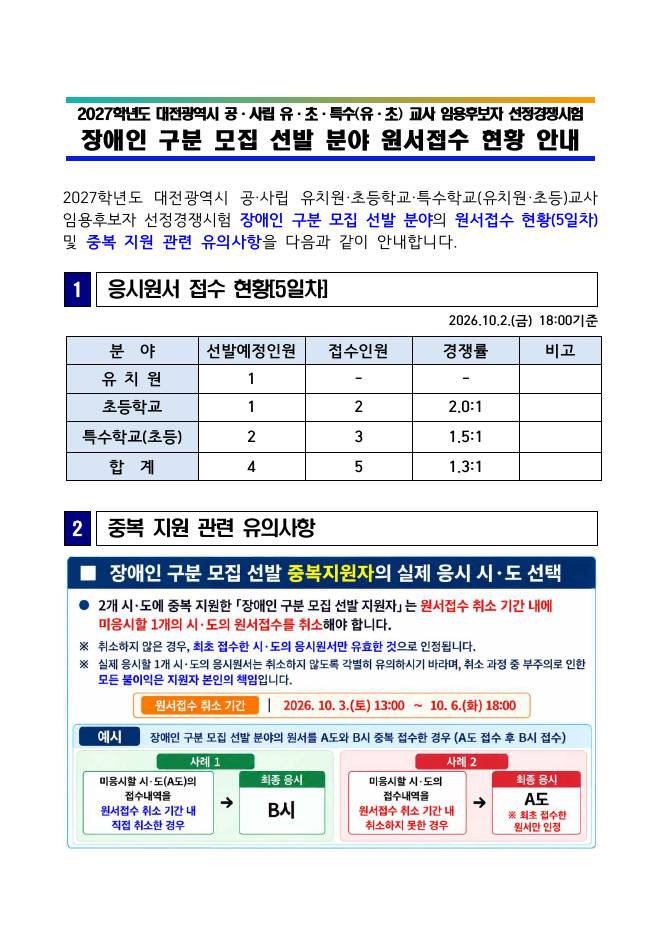 2027학년도 대전광역시 공·사립 유·초·특수(유·초) 교사 임용후보자 선정경쟁시험
장애인 구분 모집 선발 분야 원서접수 현황 안내
2027학년도 대전광역시 공·사립 유치원·초등학교·특수학교(유치원·초등)교사
임용후보자 선정경쟁시험 장애인 구분 모집 선발 분야의 원서접수 현황(5일차)
및 중복 지원 관련 유의사항을 다음과 같이 안내합니다.
1 응시원서 접수 현황[5일차]
2026.10.2.(금) 18:00기준
분 야 선발예정인원 접수인원 경쟁률 비고
유 치 원 1 - -
초등학교 1 2 2.0:1
특수학교(초등) 2 3 1.5:1
합 계 4 5 1.3:1
2 중복 지원 관련 유의사항
■ 장애인 구분 모집 선발 중복지원자의 실제 응시 시·도 선택
● 2개 시·도에 중복 지원한 「장애인 구분 모집 선발 지원자」는 원서접수 취소 기간 내에
미응시할 1개의 시·도의 원서접수를 취소해야 합니다.
※ 취소하지 않은 경우, 최초 접수한 시·도의 응시원서만 유효한 것으로 인정됩니다.
※ 실제 응시할 1개 시·도의 응시원서는 취소하지 않도록 각별히 유의하시기 바라며, 취소 과정 중 부주의로 인한
모든 불이익은 지원자 본인의 책임입니다.
원서접수 취소 기간 | 2026. 10. 3.(토) 13:00 ~ 10. 6.(화) 18:00
예시 장애인 구분 모집 선발 분야의 원서를 A도와 B시 중복 접수한 경우 (A도 접수 후 B시 접수)
사례 1
미응시할 시·도(A도)의
접수내역을
원서접수 취소 기간 내
직접 취소한 경우
→
최종 응시
B시
사례 2
미응시할 시·도의
접수내역을
원서접수 취소 기간 내
취소하지 못한 경우
→
최종 응시
A도
※ 최초 접수한
원서만 인정